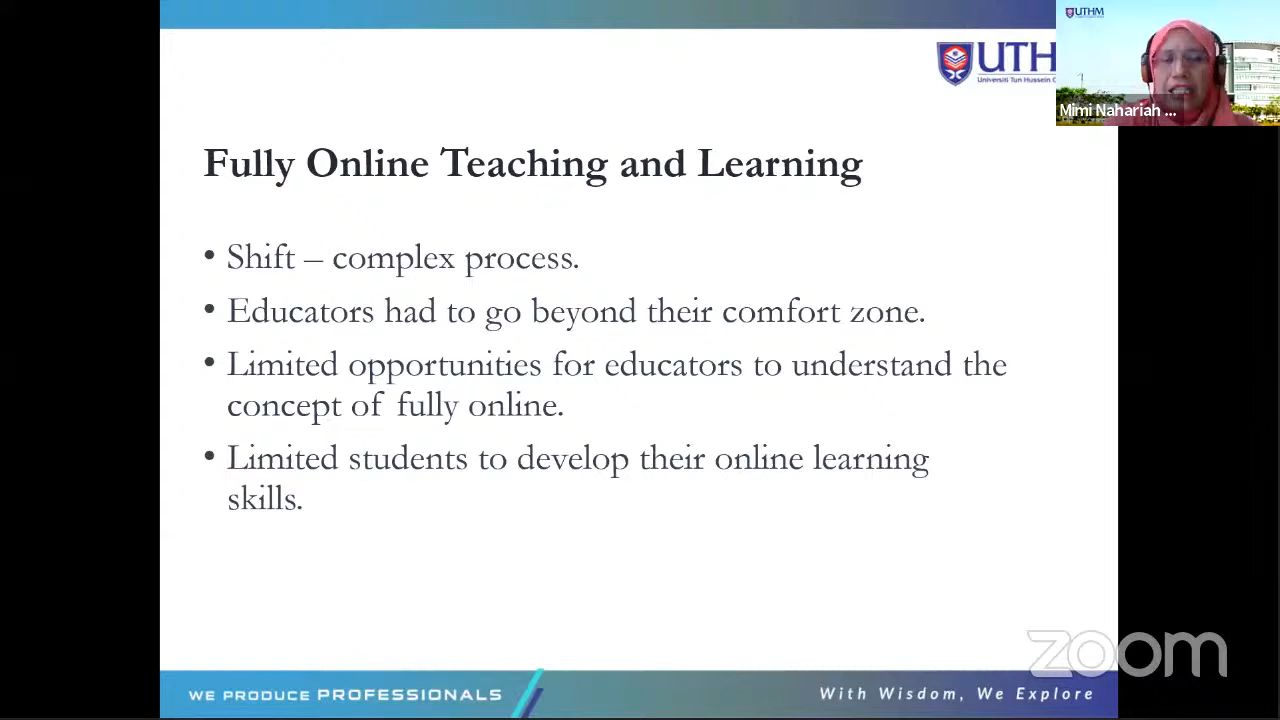 UTHM
UTH
Universiti Tun Hussein
Mimi Nahariah ...
Fully Online Teaching and Learning
• Shift – complex process.
• Educators had to go beyond their comfort zone.
• Limited opportunities for educators to understand the
concept of fully online.
• Limited students to develop their online learning
skills.
zoom
WE PRODUCE PROFESSIONALS
With Wisdom, We Explore